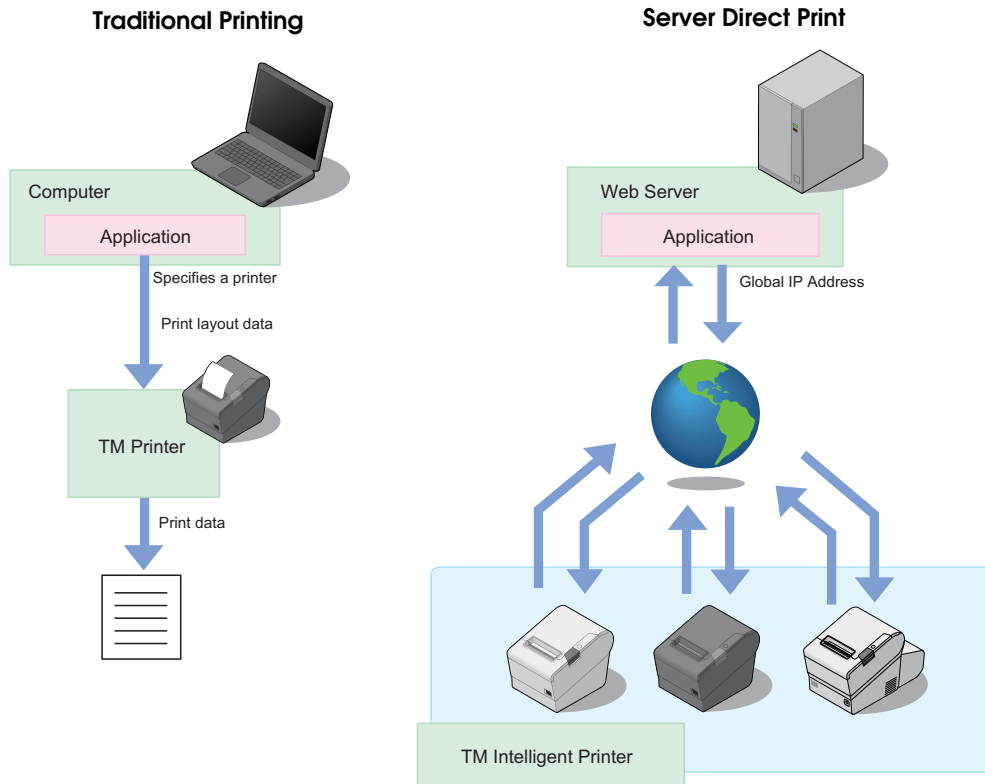 Traditional Printing
Computer
Application
Specifies a printer
Print layout data
TM Printer
Print data
Server Direct Print
Web Server
Application
Global IP Address
TM Intelligent Printer